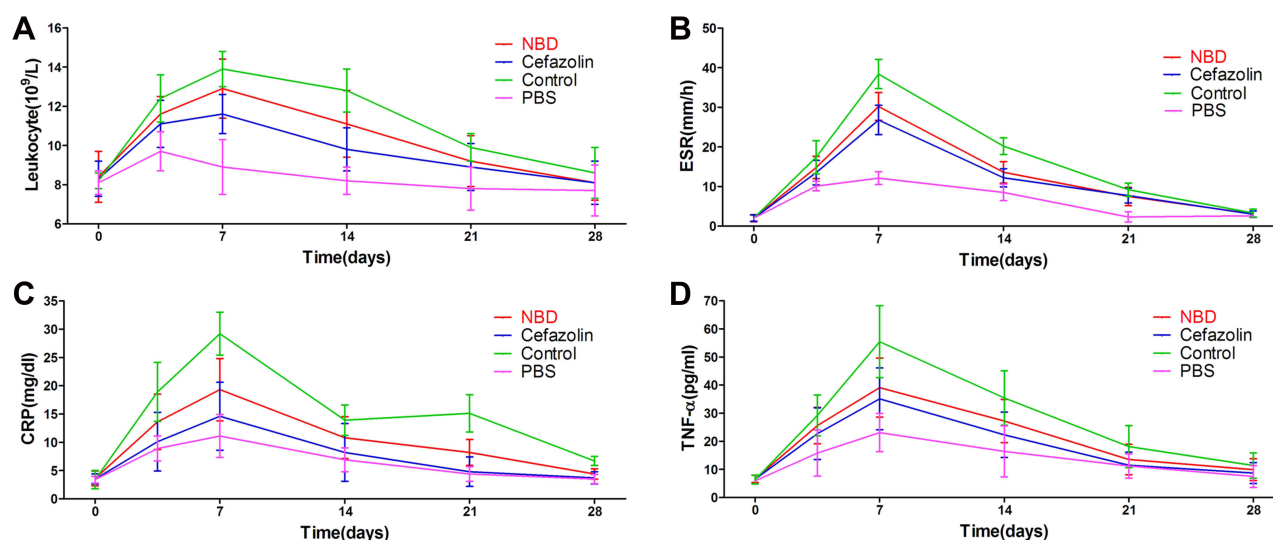 A
Leukocyte(10⁹/L)
16
14
12
10
8
6
NBD
Cefazolin
Control
PBS
0 7 14 21 28
Time(days)
B
ESR(mm/h)
50
40
30
20
10
0
NBD
Cefazolin
Control
PBS
0 7 14 21 28
Time(days)
C
CRP(mg/dl)
35
30
25
20
15
10
5
0
NBD
Cefazolin
Control
PBS
0 7 14 21 28
Time(days)
D
TNF-α(pg/ml)
70
60
50
40
30
20
10
0
NBD
Cefazolin
Control
PBS
0 7 14 21 28
Time(days)